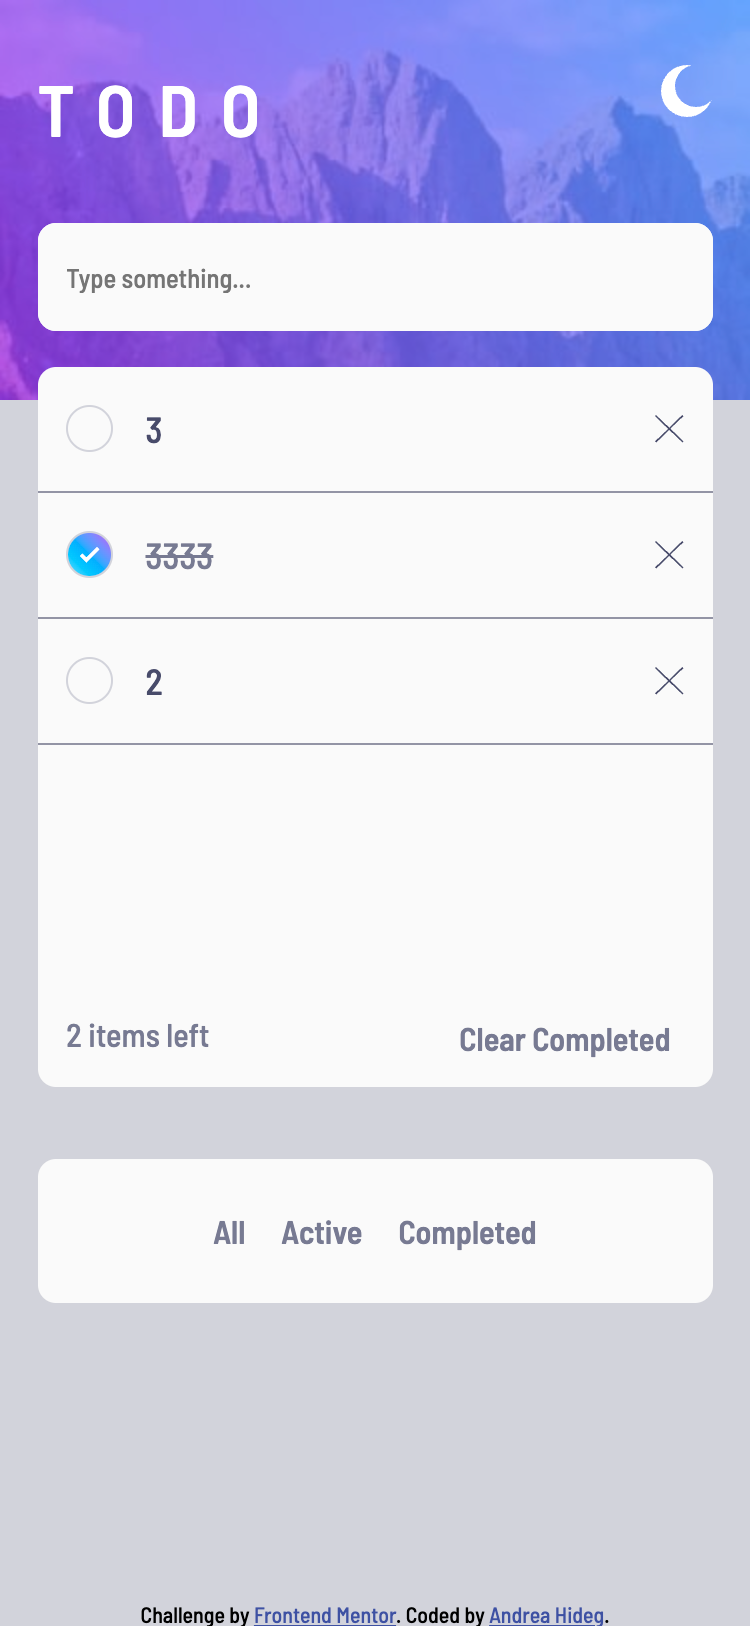 TODO
Type something...
3
3333
2
2 items left
Clear Completed
All Active Completed
Challenge by Frontend Mentor. Coded by Andrea Hideg.